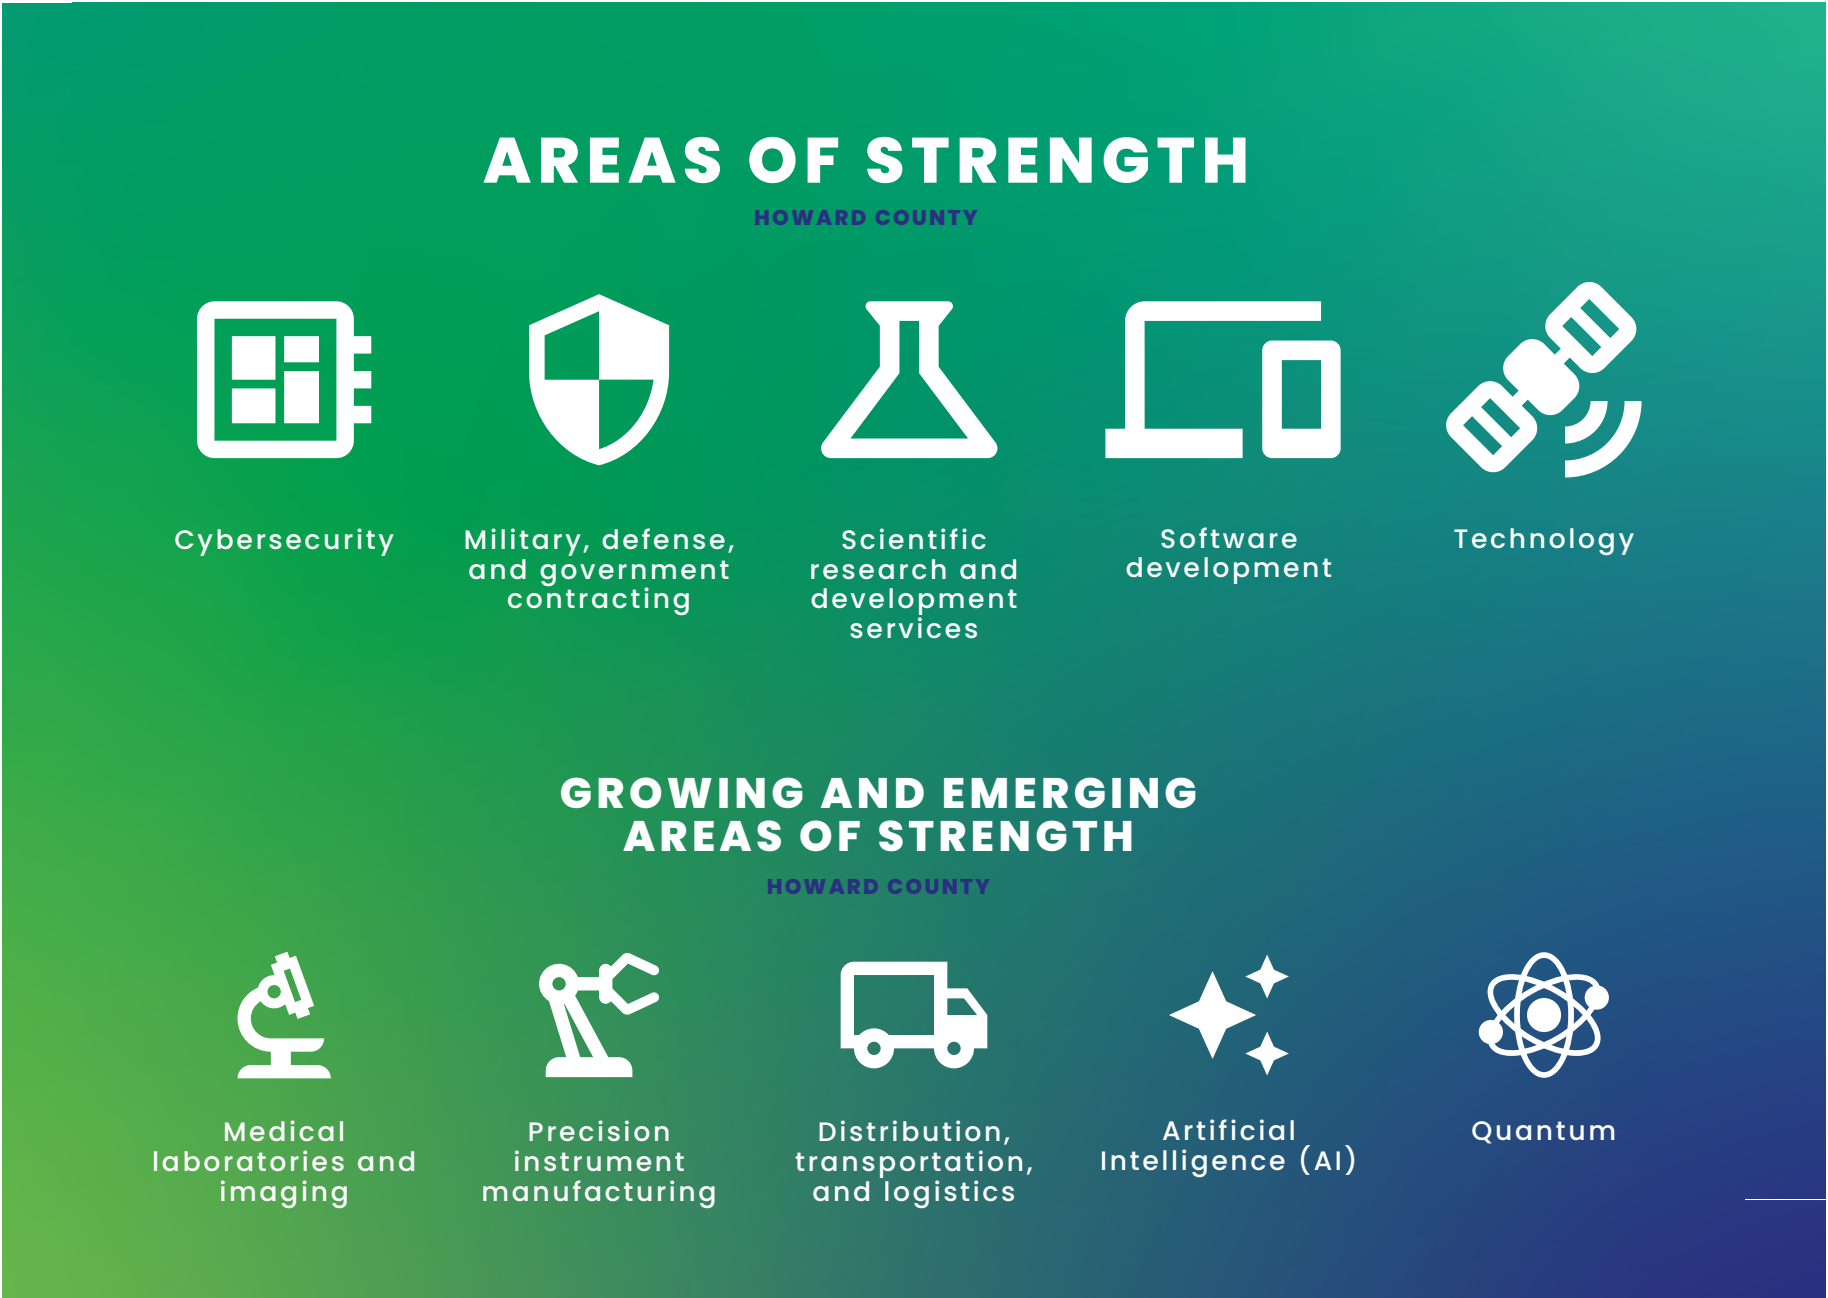 AREAS OF STRENGTH
HOWARD COUNTY
Cybersecurity
Military, defense,
and government
contracting
Scientific
research and
development
services
Software
development
Technology
GROWING AND EMERGING
AREAS OF STRENGTH
HOWARD COUNTY
Medical
laboratories and
imaging
Precision
instrument
manufacturing
Distribution,
transportation,
and logistics
Artificial
Intelligence (AI)
Quantum